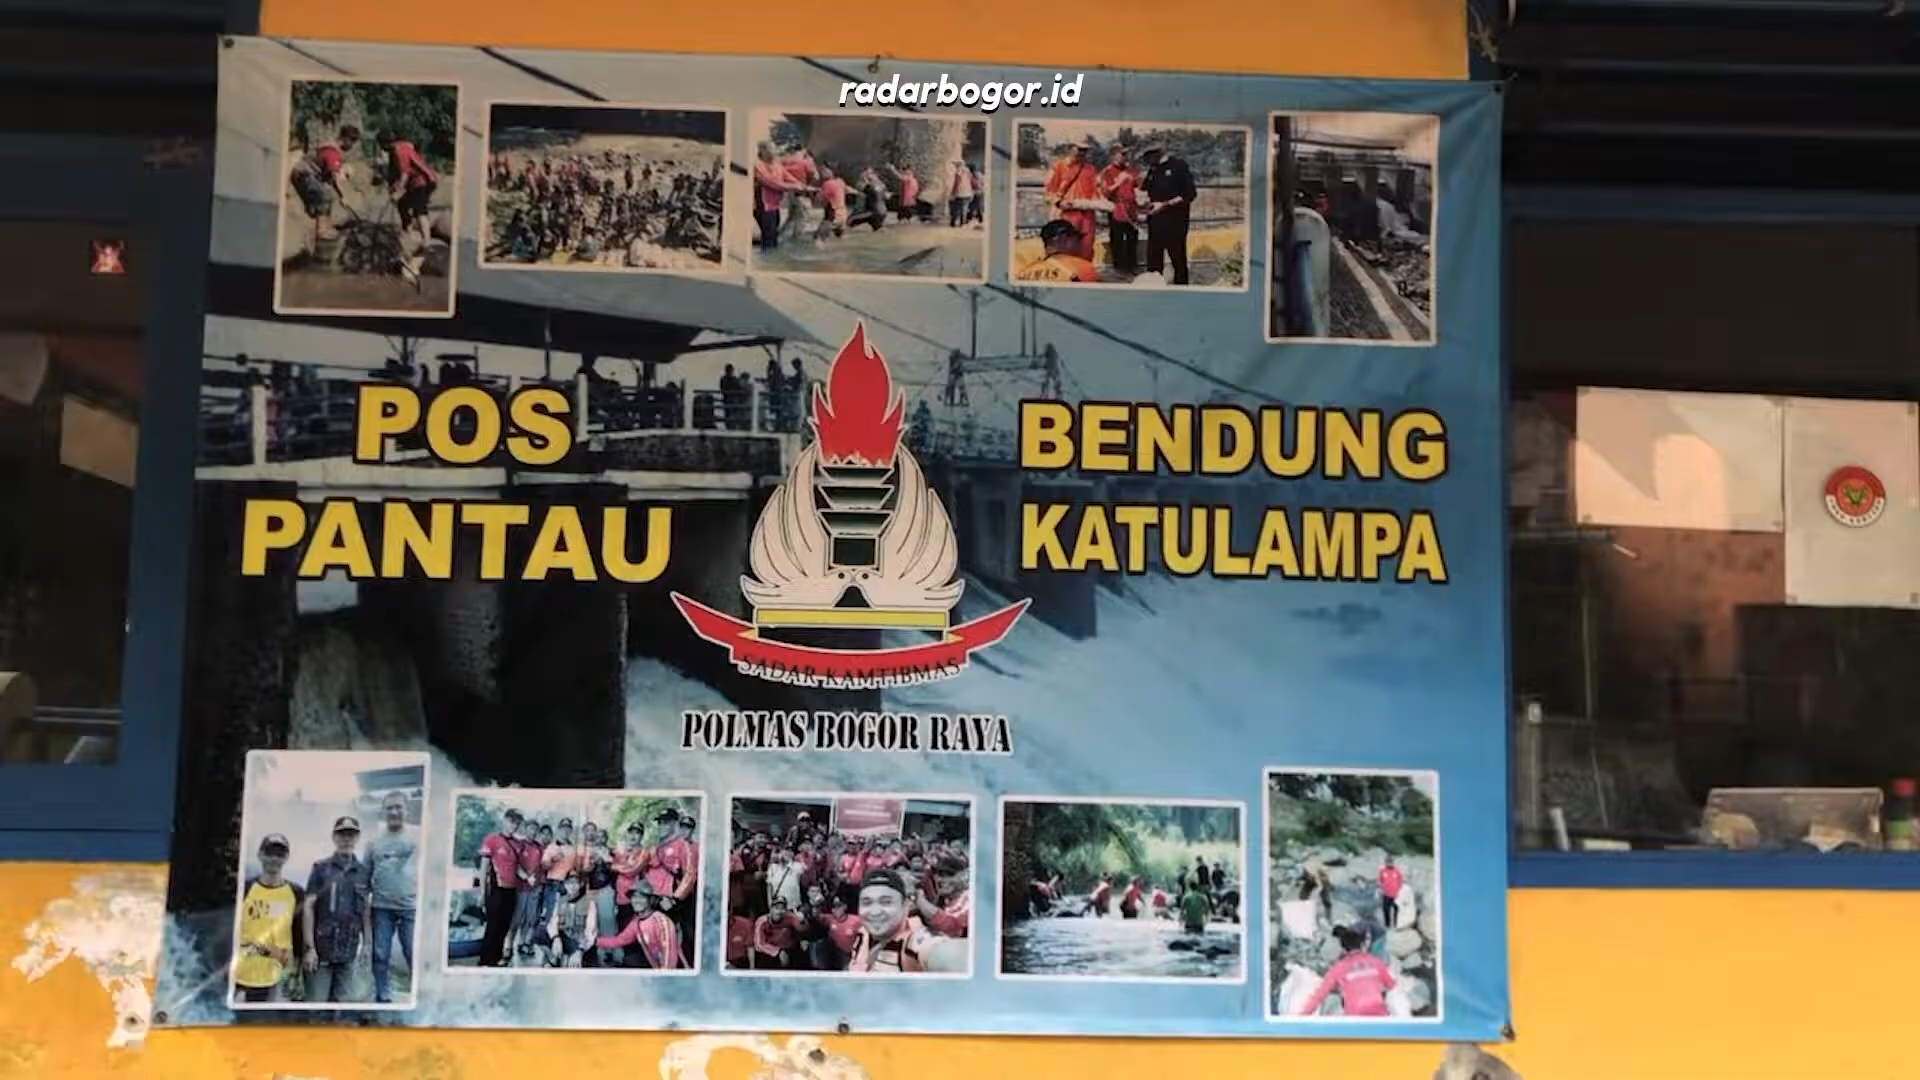 radarbogor.id
POS
PANTAU
BENDUNG
KATULAMPA
SADAR KAMTIBMAS
POLMAS BOGOR RAYA